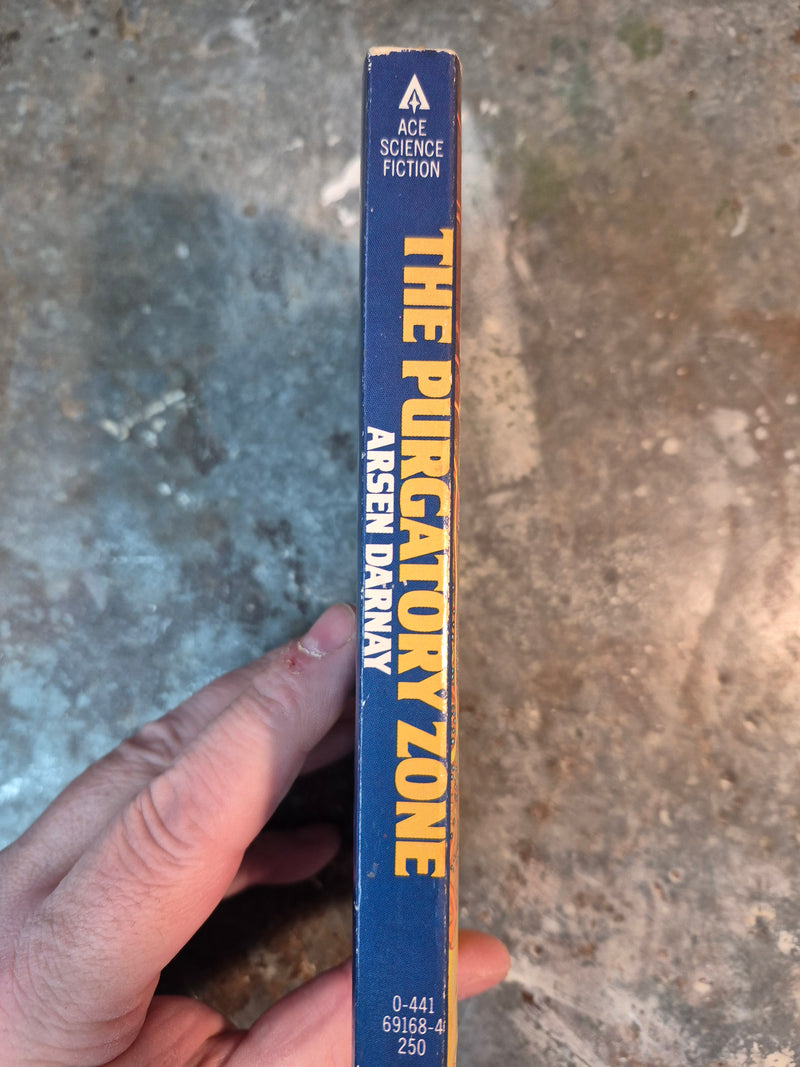 ACE
SCIENCE
FICTION
THE PURGATORY ZONE
ARSEN DARNAY
0-441
69168-4
250